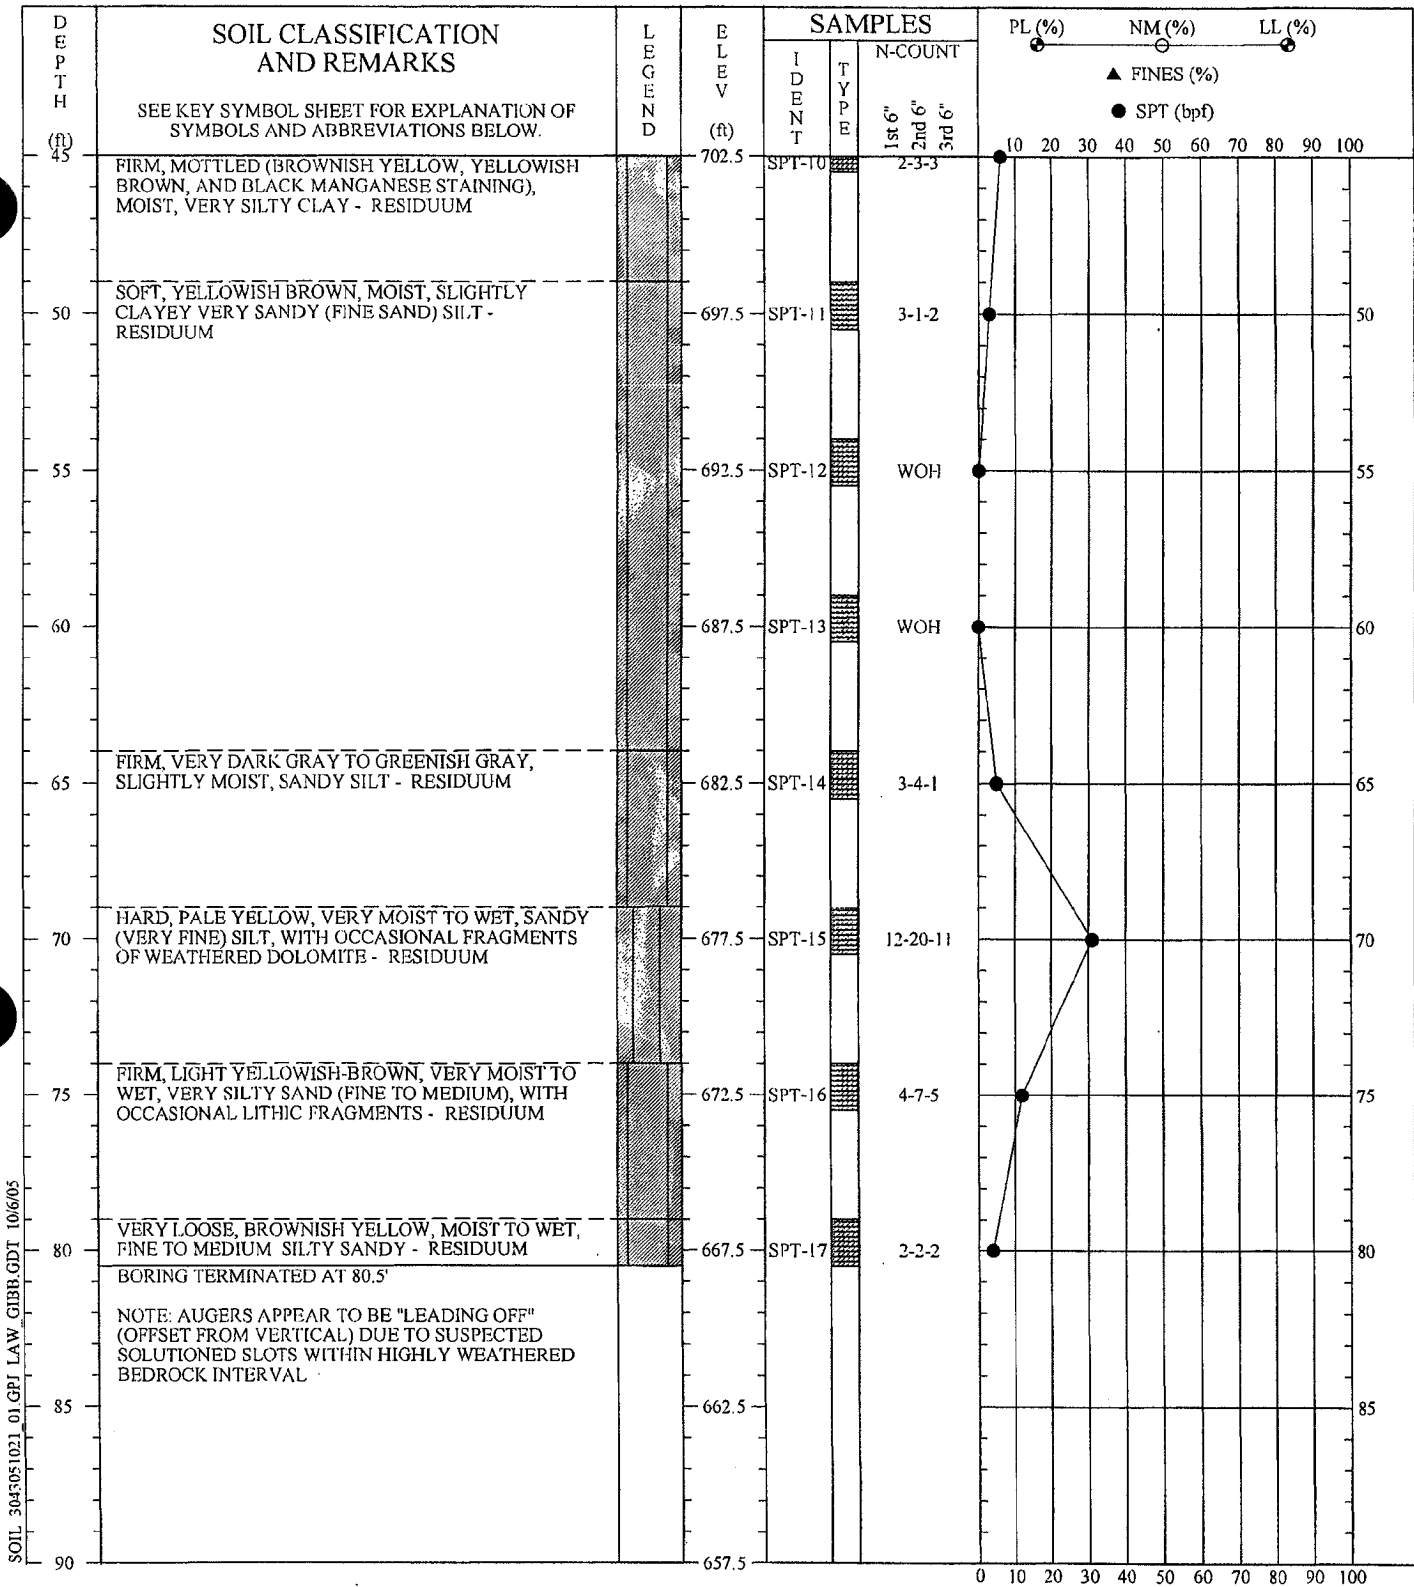 DEPTH (ft)
SOIL CLASSIFICATION
AND REMARKS
SEE KEY SYMBOL SHEET FOR EXPLANATION OF
SYMBOLS AND ABBREVIATIONS BELOW.
LEGEND
ELEV (ft)
SAMPLES
IDENT
TYPE
N-COUNT
1st 6"
2nd 6"
3rd 6"
PL (%) NM (%) LL (%)
▲ FINES (%)
● SPT (bpf)
10 20 30 40 50 60 70 80 90 100
45
FIRM, MOTTLED (BROWNISH YELLOW, YELLOWISH
BROWN, AND BLACK MANGANESE STAINING),
MOIST, VERY SILTY CLAY - RESIDUUM
702.5 SPT-10 2-3-3
SOFT, YELLOWISH BROWN, MOIST, SLIGHTLY
CLAYEY VERY SANDY (FINE SAND) SILT -
RESIDUUM
50 697.5 SPT-11 3-1-2 50
55 692.5 SPT-12 WOH 55
60 687.5 SPT-13 WOH 60
FIRM, VERY DARK GRAY TO GREENISH GRAY,
SLIGHTLY MOIST, SANDY SILT - RESIDUUM
65 682.5 SPT-14 3-4-1 65
HARD, PALE YELLOW, VERY MOIST TO WET, SANDY
(VERY FINE) SILT, WITH OCCASIONAL FRAGMENTS
OF WEATHERED DOLOMITE - RESIDUUM
70 677.5 SPT-15 12-20-11 70
FIRM, LIGHT YELLOWISH-BROWN, VERY MOIST TO
WET, VERY SILTY SAND (FINE TO MEDIUM), WITH
OCCASIONAL LITHIC FRAGMENTS - RESIDUUM
75 672.5 SPT-16 4-7-5 75
VERY LOOSE, BROWNISH YELLOW, MOIST TO WET,
FINE TO MEDIUM SILTY SANDY - RESIDUUM
80 667.5 SPT-17 2-2-2 80
BORING TERMINATED AT 80.5'
NOTE: AUGERS APPEAR TO BE "LEADING OFF"
(OFFSET FROM VERTICAL) DUE TO SUSPECTED
SOLUTIONED SLOTS WITHIN HIGHLY WEATHERED
BEDROCK INTERVAL
85 662.5 85
90 657.5
0 10 20 30 40 50 60 70 80 90 100
SOIL 3043051021_01.GPJ LAW_GIBB.GDT 10/6/05